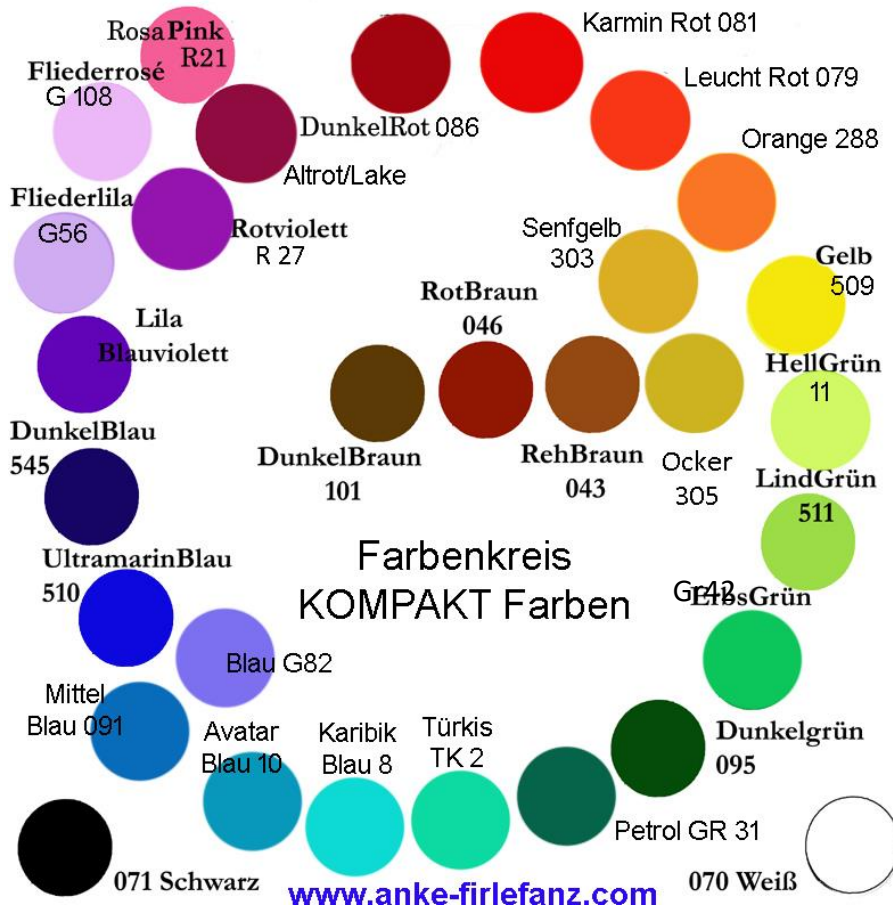 Rosa Pink
R21
Karmin Rot 081
Fliederrosé
G 108
Leucht Rot 079
DunkelRot 086
Orange 288
Altrot/Lake
Fliederlila
G56
Rotviolett
R 27
Senfgelb
303
Gelb
509
RotBraun
046
Lila
Blauviolett
HellGrün
11
DunkelBlau
545
DunkelBraun
101
RehBraun
043
Ocker
305
LindGrün
511
Farbenkreis
KOMPAKT Farben
UltramarinBlau
510
Gr42
ErbsGrün
Blau G82
Mittel
Blau 091
Avatar
Blau 10
Karibik
Blau 8
Türkis
TK 2
Dunkelgrün
095
Petrol GR 31
071 Schwarz
070 Weiß
www.anke-firlefanz.com